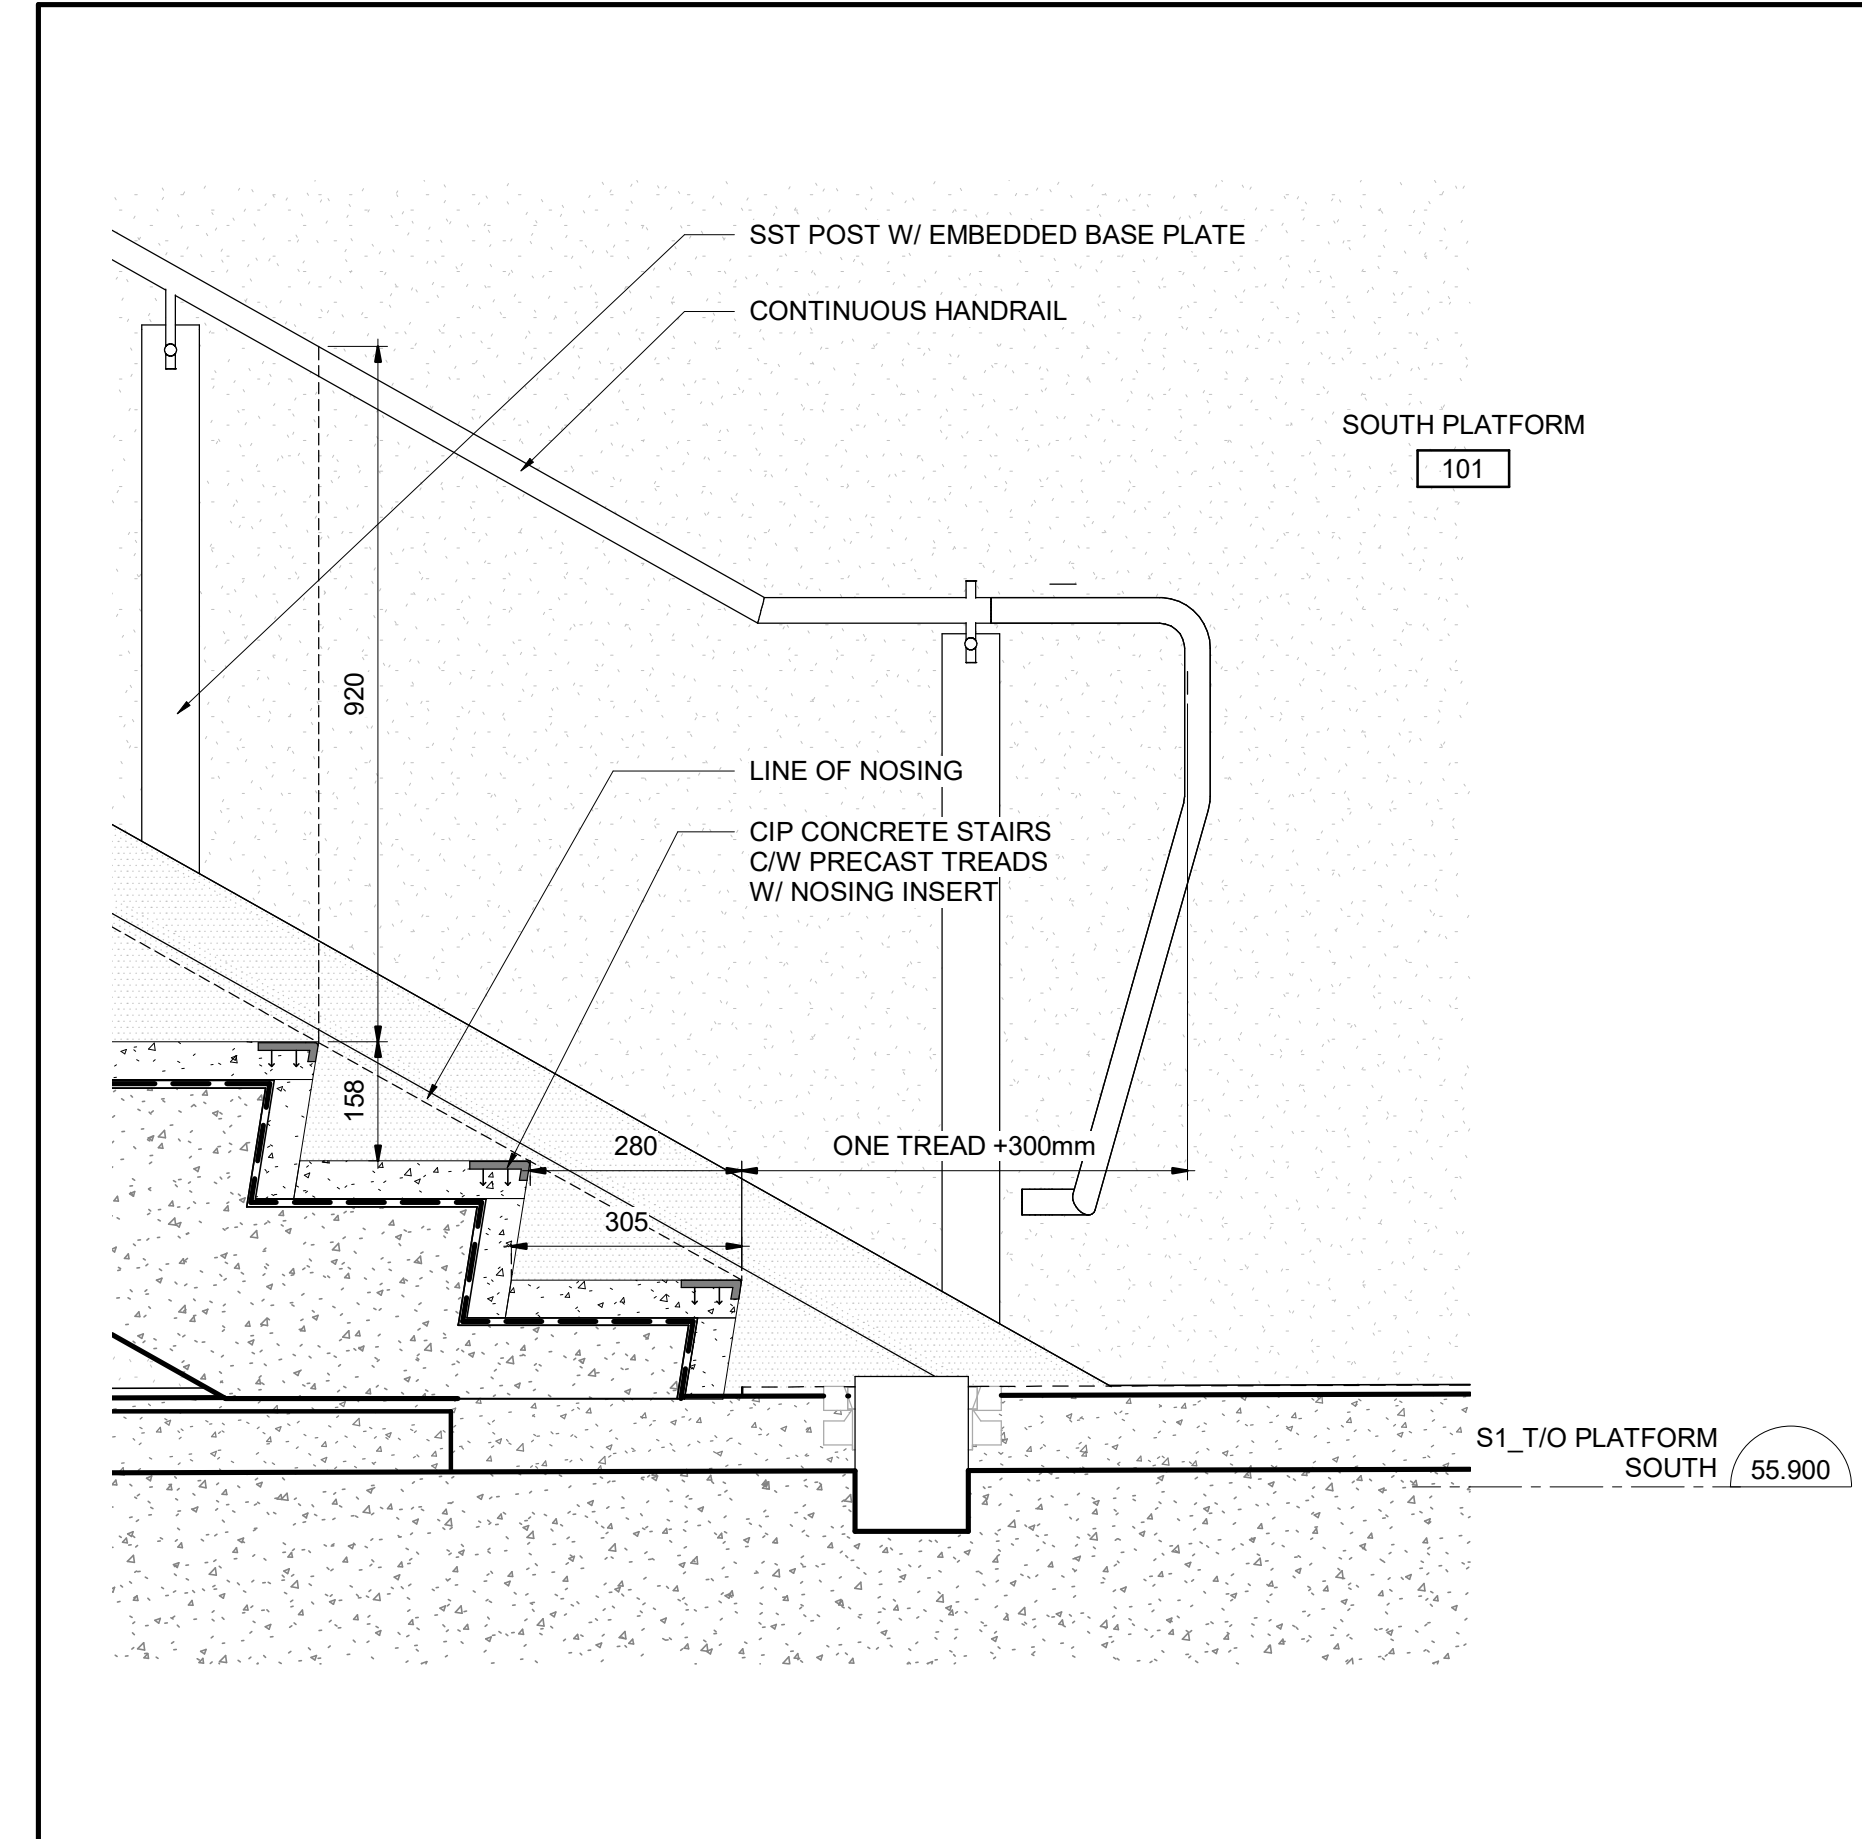 SST POST W/ EMBEDDED BASE PLATE
CONTINUOUS HANDRAIL
SOUTH PLATFORM
101
920
LINE OF NOSING
CIP CONCRETE STAIRS
C/W PRECAST TREADS
W/ NOSING INSERT
158
280
ONE TREAD +300mm
305
S1_T/O PLATFORM
SOUTH
55.900